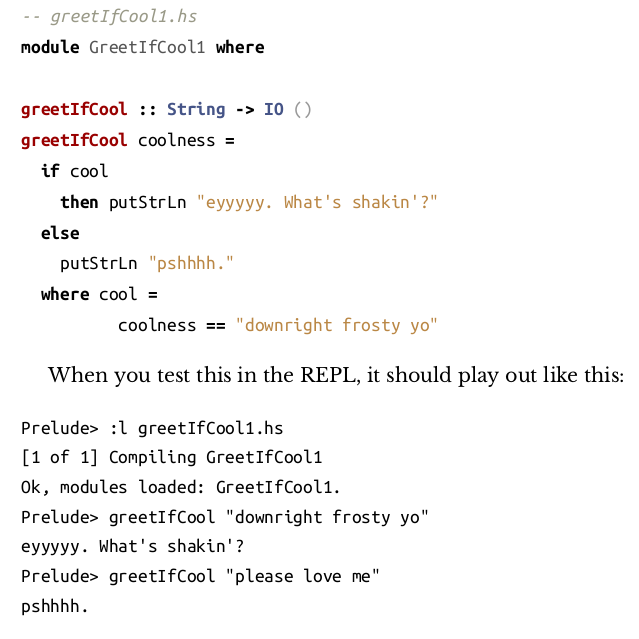 -- greetIfCool1.hs
module GreetIfCool1 where
greetIfCool :: String -> IO ()
greetIfCool coolness =
  if cool
    then putStrLn "eyyyyy. What's shakin'?"
  else
    putStrLn "pshhhh."
  where cool =
          coolness == "downright frosty yo"
When you test this in the REPL, it should play out like this:
Prelude> :l greetIfCool1.hs
[1 of 1] Compiling GreetIfCool1
Ok, modules loaded: GreetIfCool1.
Prelude> greetIfCool "downright frosty yo"
eyyyyy. What's shakin'?
Prelude> greetIfCool "please love me"
pshhhh.